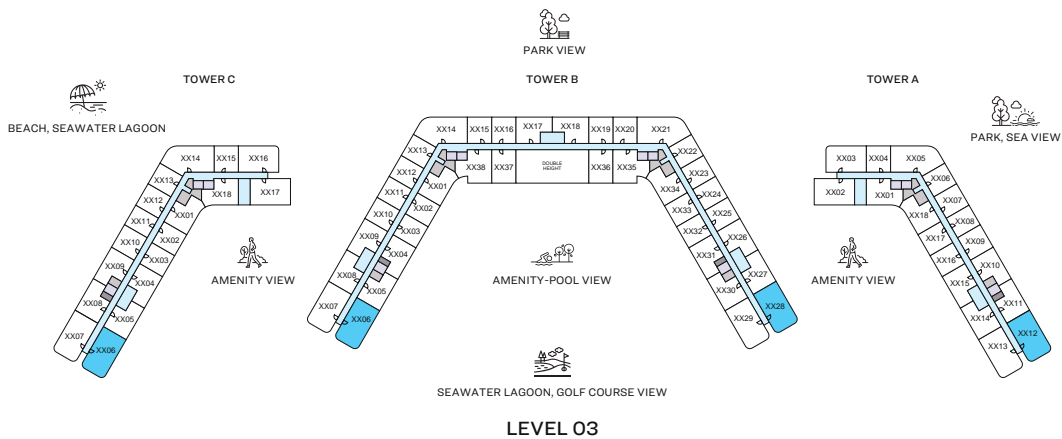 PARK VIEW
TOWER C
TOWER B
TOWER A
BEACH, SEAWATER LAGOON
PARK, SEA VIEW
XX14
XX15
XX16
XX13
XX12
XX11
XX10
XX09
XX08
XX07
XX17
XX18
XX01
XX02
XX03
XX04
XX05
XX06
XX14
XX15
XX16
XX17
XX18
XX19
XX20
XX21
XX13
XX12
XX11
XX10
XX09
XX08
XX07
XX38
XX37
DOUBLE
HEIGHT
XX36
XX35
XX01
XX02
XX03
XX04
XX05
XX06
XX22
XX23
XX24
XX25
XX26
XX27
XX28
XX34
XX33
XX32
XX31
XX30
XX29
XX03
XX04
XX05
XX02
XX01
XX06
XX07
XX08
XX09
XX10
XX11
XX12
XX18
XX17
XX16
XX15
XX14
XX13
AMENITY VIEW
AMENITY-POOL VIEW
AMENITY VIEW
SEAWATER LAGOON, GOLF COURSE VIEW
LEVEL 03